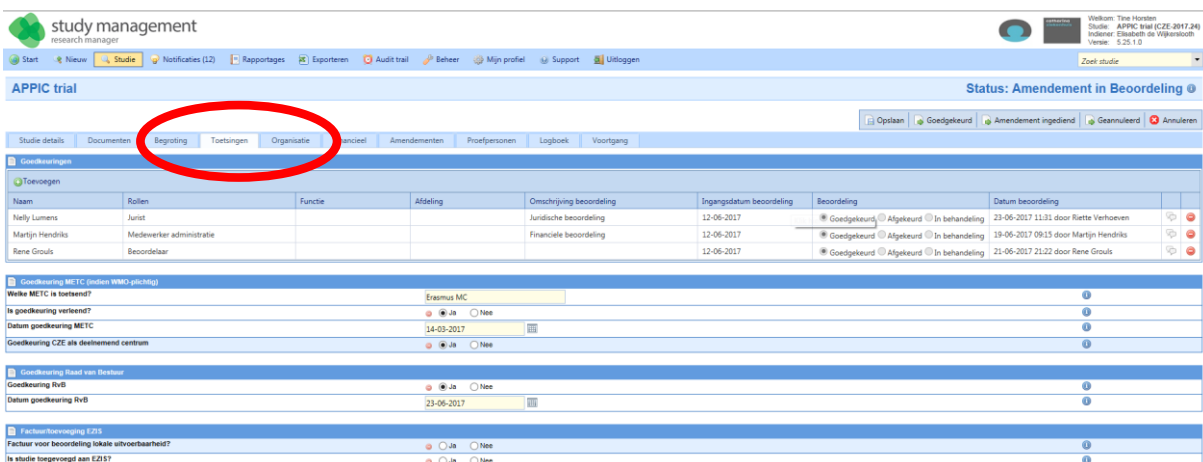 study management
research manager
Welkom: Tine Horsten
Studie: APPIC trial (CZE-2017.24)
Indiener: Elisabeth de Wijkerslooth
Versie: 5.25.1.0
Start Nieuw Studie Notificaties (12) Rapportages Exporteren Audit trail Beheer Mijn profiel Support Uitloggen Zoek studie
APPIC trial Status: Amendement in Beoordeling
Opslaan Goedgekeurd Amendement ingediend Geannuleerd Annuleren
Studie details Documenten Begroting Toetsingen Organisatie Financieel Amendementen Proefpersonen Logboek Voortgang
Goedkeuringen
Toevoegen
Naam Rollen Functie Afdeling Omschrijving beoordeling Ingangsdatum beoordeling Beoordeling Datum beoordeling
Nelly Lumens Jurist Juridische beoordeling 12-06-2017 Goedgekeurd Afgekeurd In behandeling 23-06-2017 11:31 door Riette Verhoeven
Martijn Hendriks Medewerker administratie Financiele beoordeling 12-06-2017 Goedgekeurd Afgekeurd In behandeling 19-06-2017 09:15 door Martijn Hendriks
Rene Grouls Beoordelaar 12-06-2017 Goedgekeurd Afgekeurd In behandeling 21-06-2017 21:22 door Rene Grouls
Goedkeuring METC (indien WMO-plichtig)
Welke METC is toetsend? Erasmus MC
Is goedkeuring verleend? Ja Nee
Datum goedkeuring METC 14-03-2017
Goedkeuring CZE als deelnemend centrum Ja Nee
Goedkeuring Raad van Bestuur
Goedkeuring RvB Ja Nee
Datum goedkeuring RvB 23-06-2017
Factuur/toevoeging EZIS
Factuur voor beoordeling lokale uitvoerbaarheid? Ja Nee
Is studie toegevoegd aan EZIS? Ja Nee